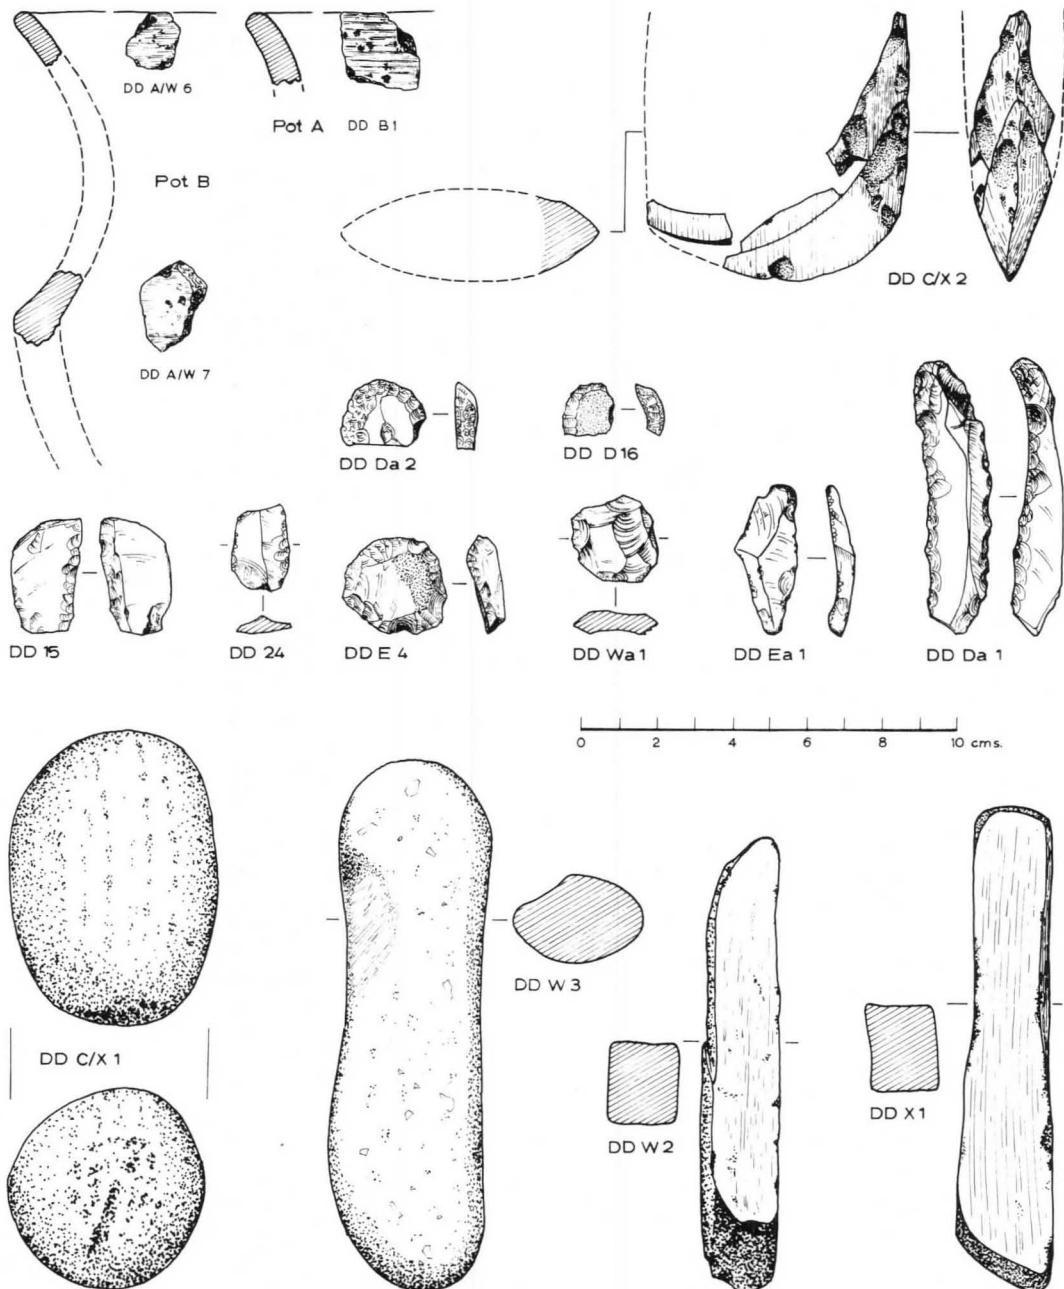 DD A/W 6
Pot A
DD B1
Pot B
DD C/X 2
DD A/W 7
DD Da 2
DD D16
DD 15
DD 24
DD E 4
DD Wa 1
DD Ea 1
DD Da 1
0 2 4 6 8 10 cms.
DD W 3
DD C/X 1
DD W 2
DD X 1